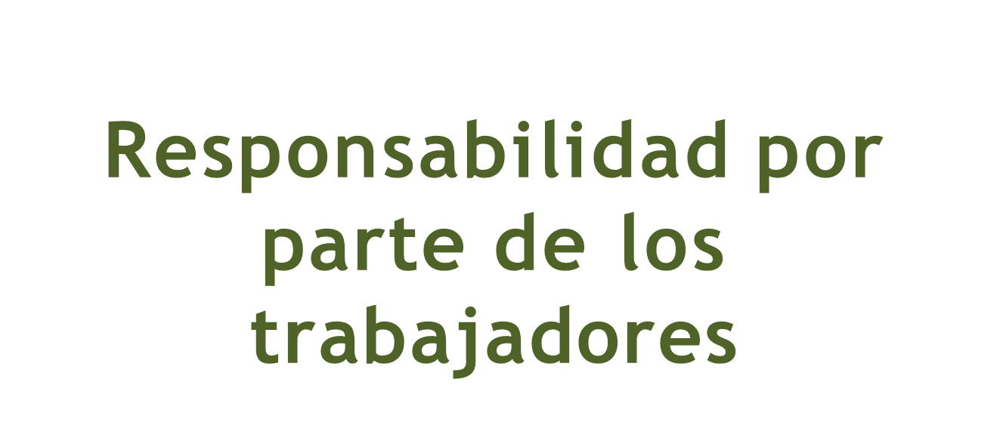 Responsabilidad por
parte de los
trabajadores